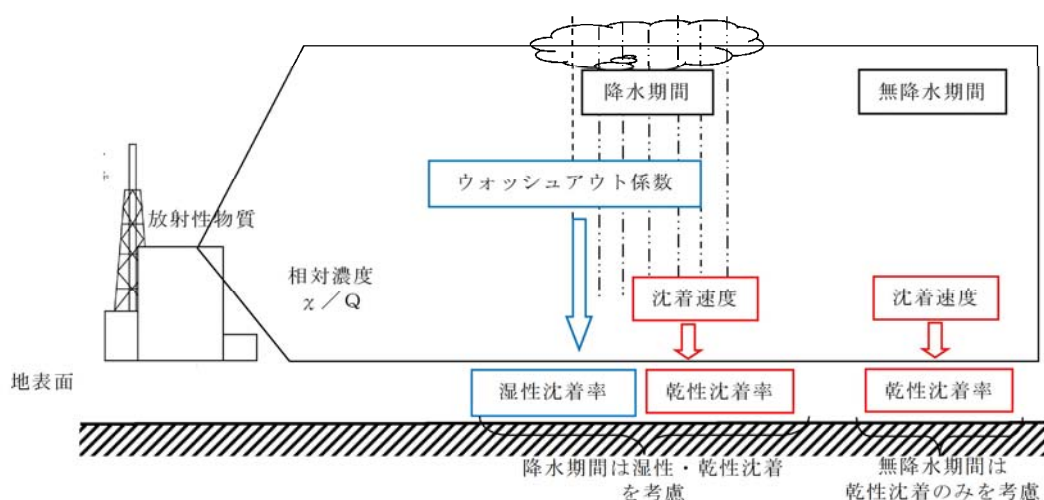 降水期間
無降水期間
ウォッシュアウト係数
放射性物質
相対濃度
χ/Q
沈着速度
沈着速度
地表面
湿性沈着率
乾性沈着率
乾性沈着率
降水期間は湿性・乾性沈着
を考慮
無降水期間は
乾性沈着のみを考慮